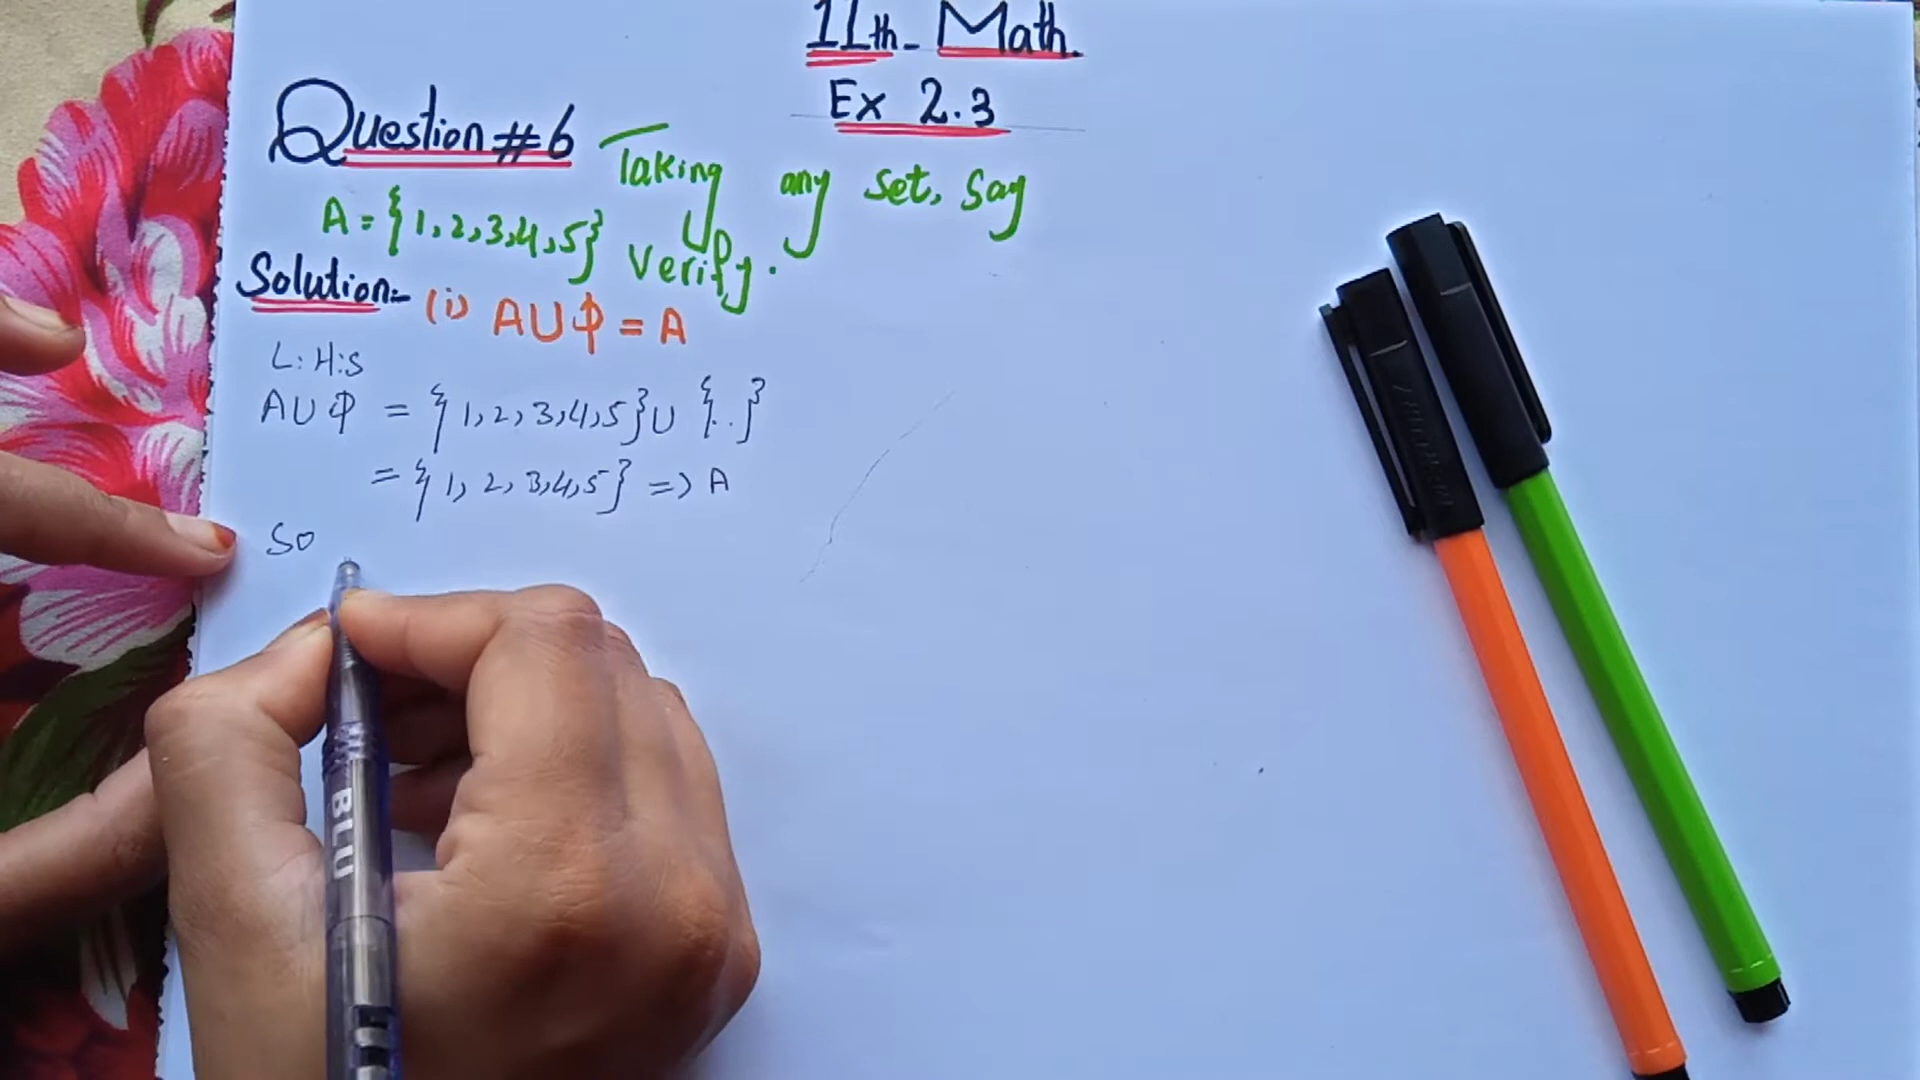 11th- Math.
Ex 2.3
Question #6 Taking any set, say
A = {1,2,3,4,5} verify.
Solution:- (i) A∪Φ = A
L:H:S
A∪Φ = {1,2,3,4,5}∪{..}
= {1,2,3,4,5} => A
So
BLU